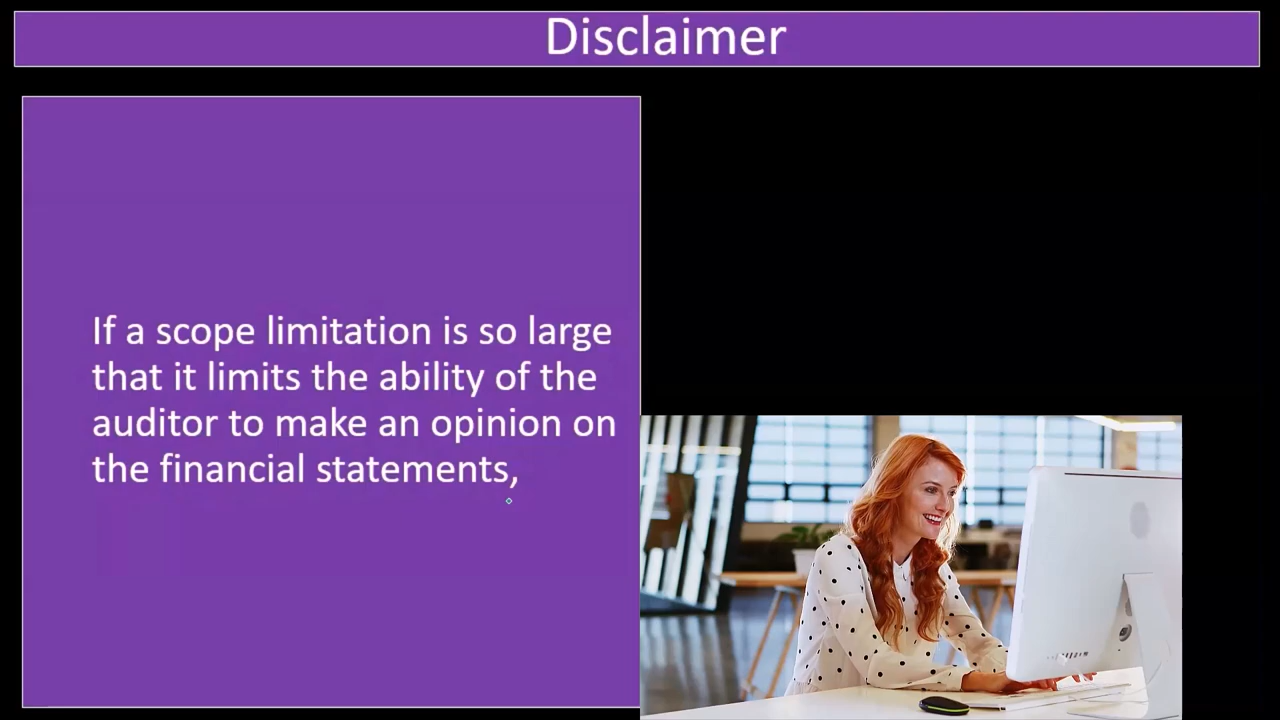 Disclaimer
If a scope limitation is so large
that it limits the ability of the
auditor to make an opinion on
the financial statements,